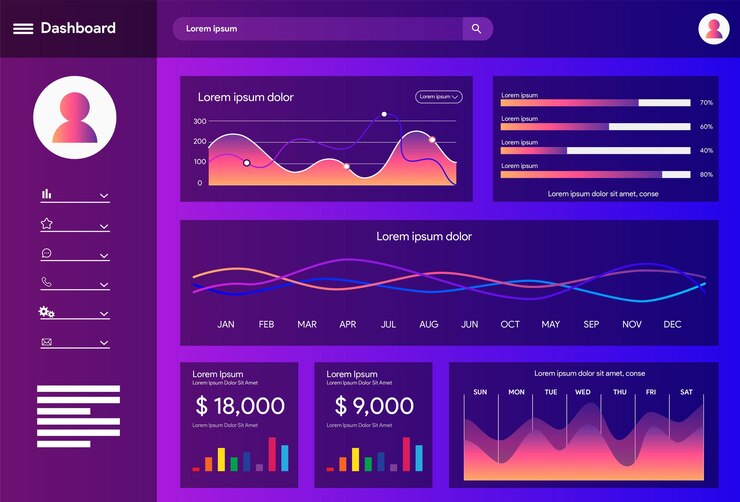 Dashboard
Lorem ipsum
Lorem ipsum dolor
Lorem ipsum
300
200
100
0
Lorem ipsum
70%
Lorem ipsum
60%
Lorem ipsum
40%
Lorem ipsum
80%
Lorem ipsum dolor sit amet, conse
Lorem ipsum dolor
JAN FEB MAR APR JUL AUG JUN OCT MAY SEP NOV DEC
Lorem Ipsum
Lorem Ipsum Dolor Sit Amet
$ 18,000
Lorem Ipsum Dolor Sit Amet
Lorem Ipsum
Lorem Ipsum Dolor Sit Amet
$ 9,000
Lorem Ipsum Dolor Sit Amet
Lorem ipsum dolor sit amet, conse
SUN MON TUE WED THU FRI SAT